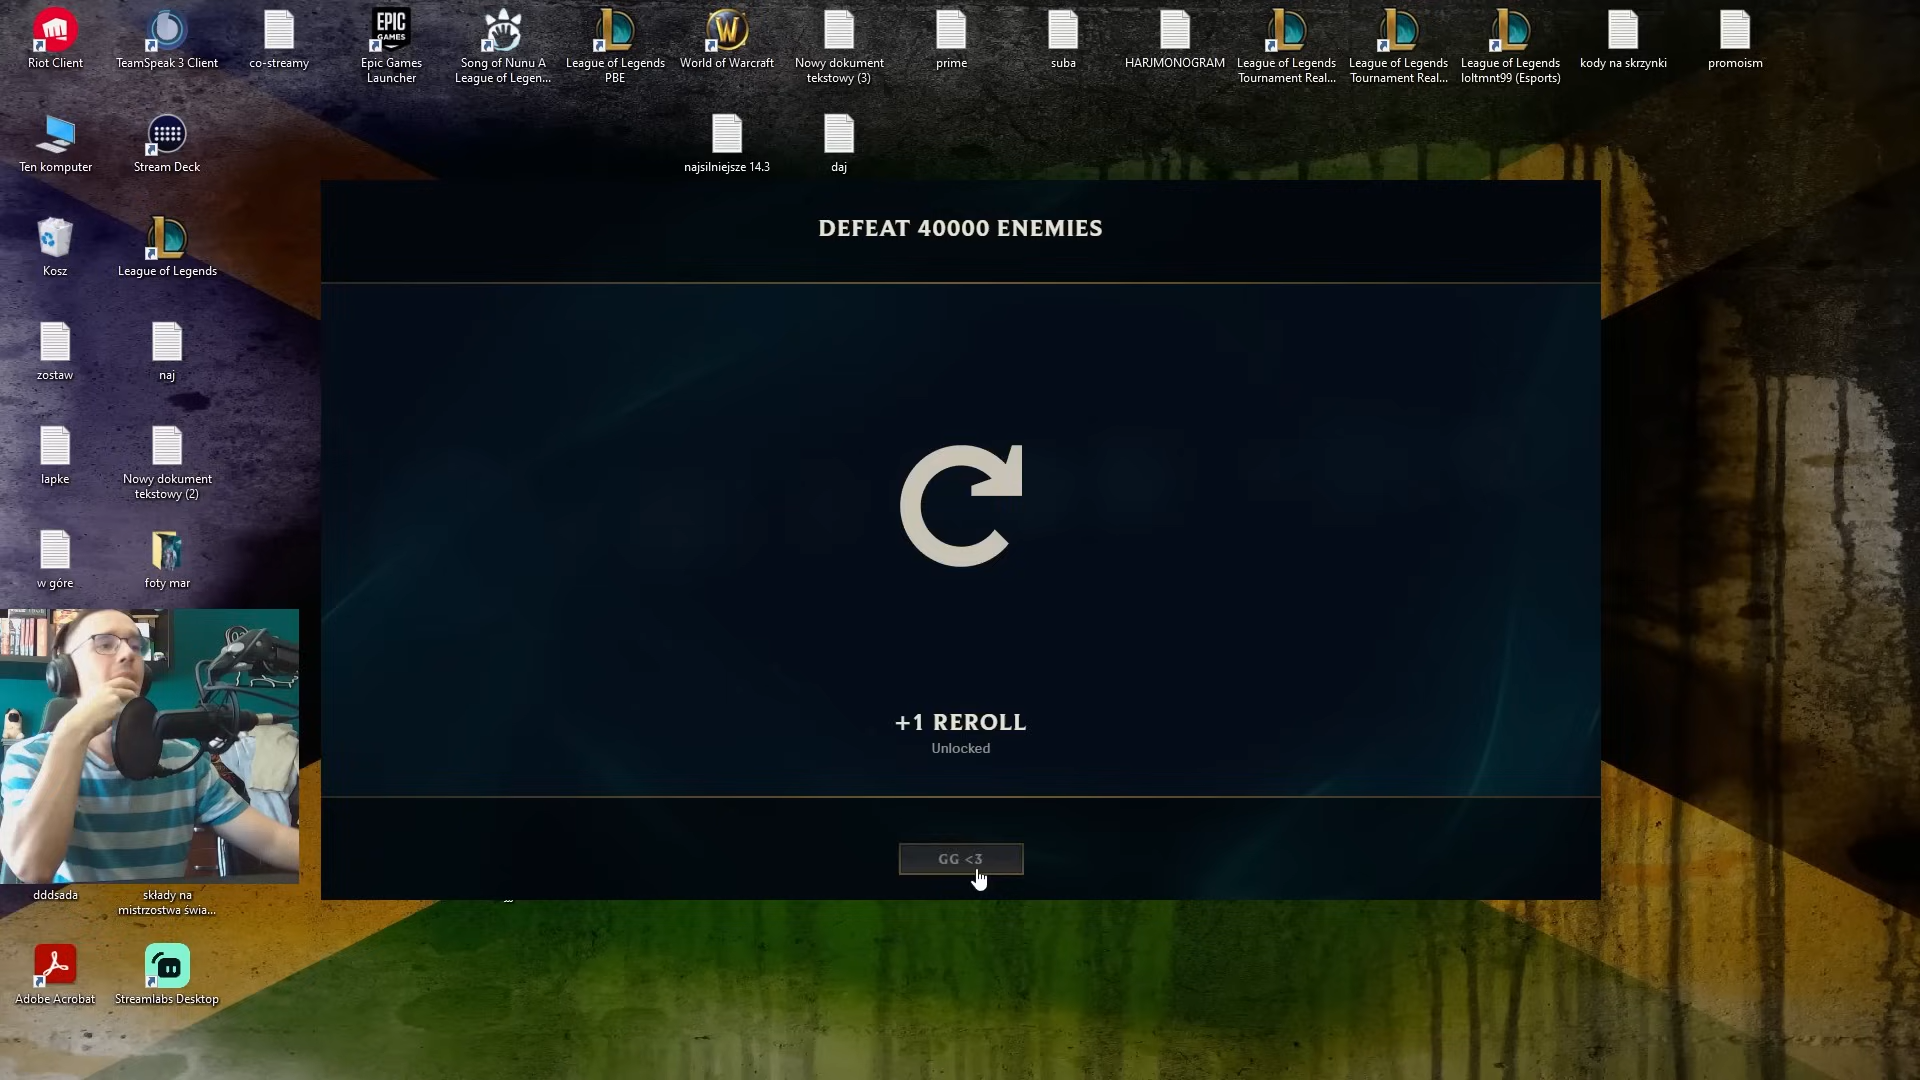 Riot Client
TeamSpeak 3 Client
co-streamy
EPIC
GAMES
Epic Games
Launcher
Song of Nunu A
League of Legen...
League of Legends
PBE
World of Warcraft
Nowy dokument
tekstowy (3)
prime
suba
HARJMONOGRAM
League of Legends
Tournament Real...
League of Legends
Tournament Real...
League of Legends
loltmnt99 (Esports)
kody na skrzynki
promoism
Ten komputer
Stream Deck
najsilniejsze 14.3
daj
Kosz
League of Legends
zostaw
naj
lapke
Nowy dokument
tekstowy (2)
w góre
foty mar
DEFEAT 40000 ENEMIES
+1 REROLL
Unlocked
GG <3
dddsada
składy na
mistrzostwa świa...
Adobe Acrobat
Streamlabs Desktop